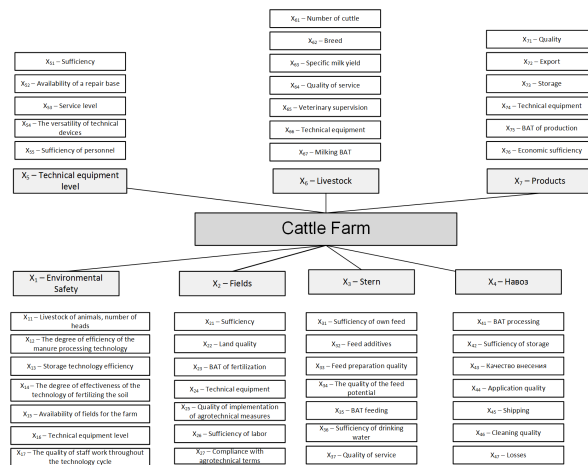 X₅₁ – Sufficiency
X₅₂ – Availability of a repair base
X₅₃ – Service level
X₅₄ – The versatility of technical
devices
X₅₅ – Sufficiency of personnel
X₅ – Technical equipment
level
X₆₁ – Number of cuttle
X₆₂ – Breed
X₆₃ – Specific milk yield
X₆₄ – Quality of service
X₆₅ – Veterinary supervision
X₆₆ – Technical equipment
X₆₇ – Milking BAT
X₆ – Livestock
X₇₁ – Quality
X₇₂ – Export
X₇₃ – Storage
X₇₄ – Technical equipment
X₇₅ – BAT of production
X₇₆ – Economic sufficiency
X₇ – Products
Cattle Farm
X₁ – Environmental
Safety
X₁₁ – Livestock of animals, number of
heads
X₁₂ – The degree of efficiency of the
manure processing technology
X₁₃ – Storage technology efficiency
X₁₄ – The degree of effectiveness of the
technology of fertilizing the soil
X₁₅ – Availability of fields for the farm
X₁₆ – Technical equipment level
X₁₇ – The quality of staff work throughout
the technology cycle
X₂ – Fields
X₂₁ – Sufficiency
X₂₂ – Land quality
X₂₃ – BAT of fertilization
X₂₄ – Technical equipment
X₂₅ – Quality of implementation
of agrotechnical measures
X₂₆ – Sufficiency of labor
X₂₇ – Compliance with
agrotechnical terms
X₃ – Stern
X₃₁ – Sufficiency of own feed
X₃₂ – Feed additives
X₃₃ – Feed preparation quality
X₃₄ – The quality of the feed
potential
X₃₅ – BAT feeding
X₃₆ – Sufficiency of drinking
water
X₃₇ – Quality of service
X₄ – Навоз
X₄₁ – BAT processing
X₄₂ – Sufficiency of storage
X₄₃ – Качество внесения
X₄₄ – Application quality
X₄₅ – Shipping
X₄₆ – Cleaning quality
X₄₇ – Losses